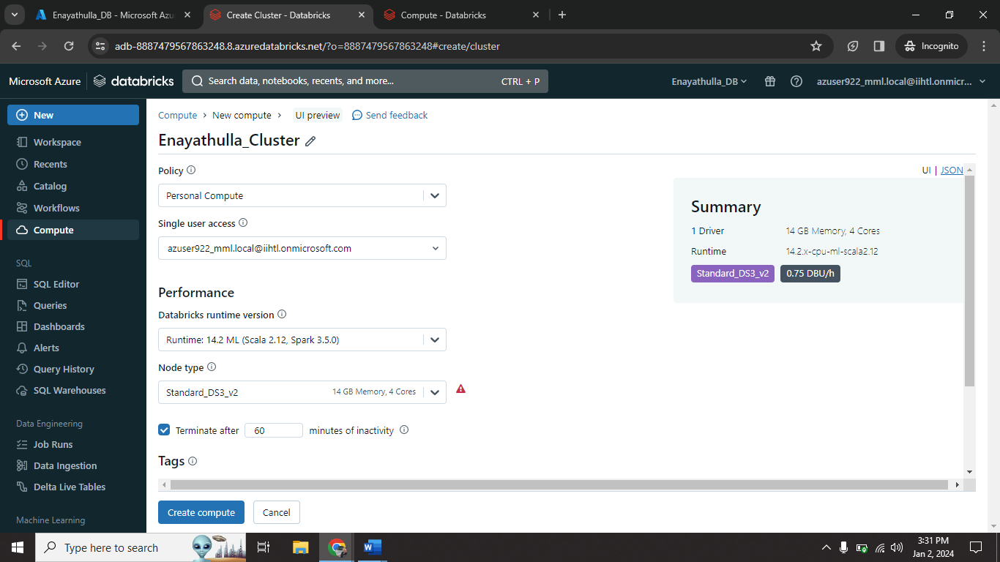 Enayathulla_DB - Microsoft Azu
Create Cluster - Databricks
Compute - Databricks
adb-8887479567863248.8.azuredatabricks.net/?o=8887479567863248#create/cluster
Incognito
Microsoft Azure
databricks
Search data, notebooks, recents, and more...
CTRL + P
Enayathulla_DB
azuser922_mml.local@iihtl.onmicr...
New
Workspace
Recents
Catalog
Workflows
Compute
SQL
SQL Editor
Queries
Dashboards
Alerts
Query History
SQL Warehouses
Data Engineering
Job Runs
Data Ingestion
Delta Live Tables
Machine Learning
Compute > New compute > UI preview Send feedback
Enayathulla_Cluster
Policy
Personal Compute
Single user access
azuser922_mml.local@iihtl.onmicrosoft.com
Performance
Databricks runtime version
Runtime: 14.2 ML (Scala 2.12, Spark 3.5.0)
Node type
Standard_DS3_v2 14 GB Memory, 4 Cores
Terminate after 60 minutes of inactivity
Tags
Create compute
Cancel
UI | JSON
Summary
1 Driver 14 GB Memory, 4 Cores
Runtime 14.2.x-cpu-ml-scala2.12
Standard_DS3_v2 0.75 DBU/h
Type here to search
3:31 PM
Jan 2, 2024